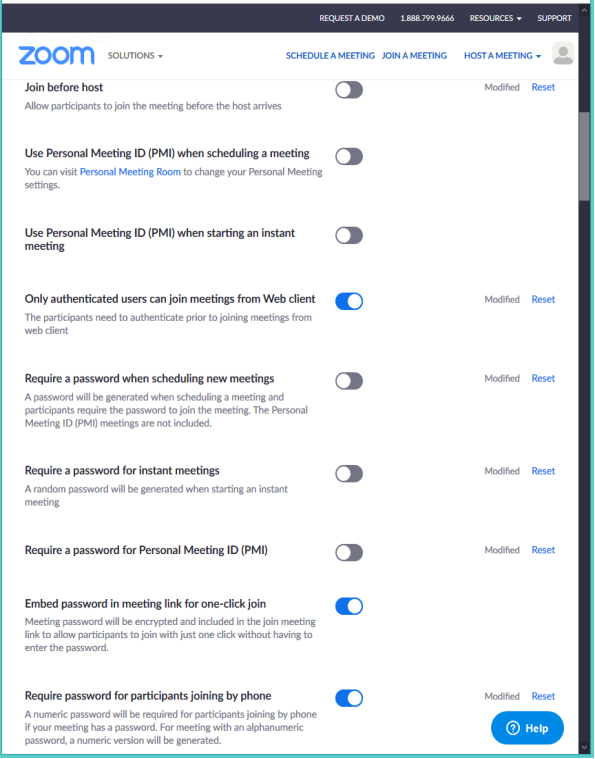 REQUEST A DEMO 1.888.799.9666 RESOURCES SUPPORT
zoom SOLUTIONS SCHEDULE A MEETING JOIN A MEETING HOST A MEETING
Join before host Modified Reset
Allow participants to join the meeting before the host arrives
Use Personal Meeting ID (PMI) when scheduling a meeting
You can visit Personal Meeting Room to change your Personal Meeting
settings.
Use Personal Meeting ID (PMI) when starting an instant
meeting
Only authenticated users can join meetings from Web client Modified Reset
The participants need to authenticate prior to joining meetings from
web client
Require a password when scheduling new meetings Modified Reset
A password will be generated when scheduling a meeting and
participants require the password to join the meeting. The Personal
Meeting ID (PMI) meetings are not included.
Require a password for instant meetings Modified Reset
A random password will be generated when starting an instant
meeting
Require a password for Personal Meeting ID (PMI) Modified Reset
Embed password in meeting link for one-click join
Meeting password will be encrypted and included in the join meeting
link to allow participants to join with just one click without having to
enter the password.
Require password for participants joining by phone Modified Reset
A numeric password will be required for participants joining by phone
if your meeting has a password. For meeting with an alphanumeric
password, a numeric version will be generated.
? Help